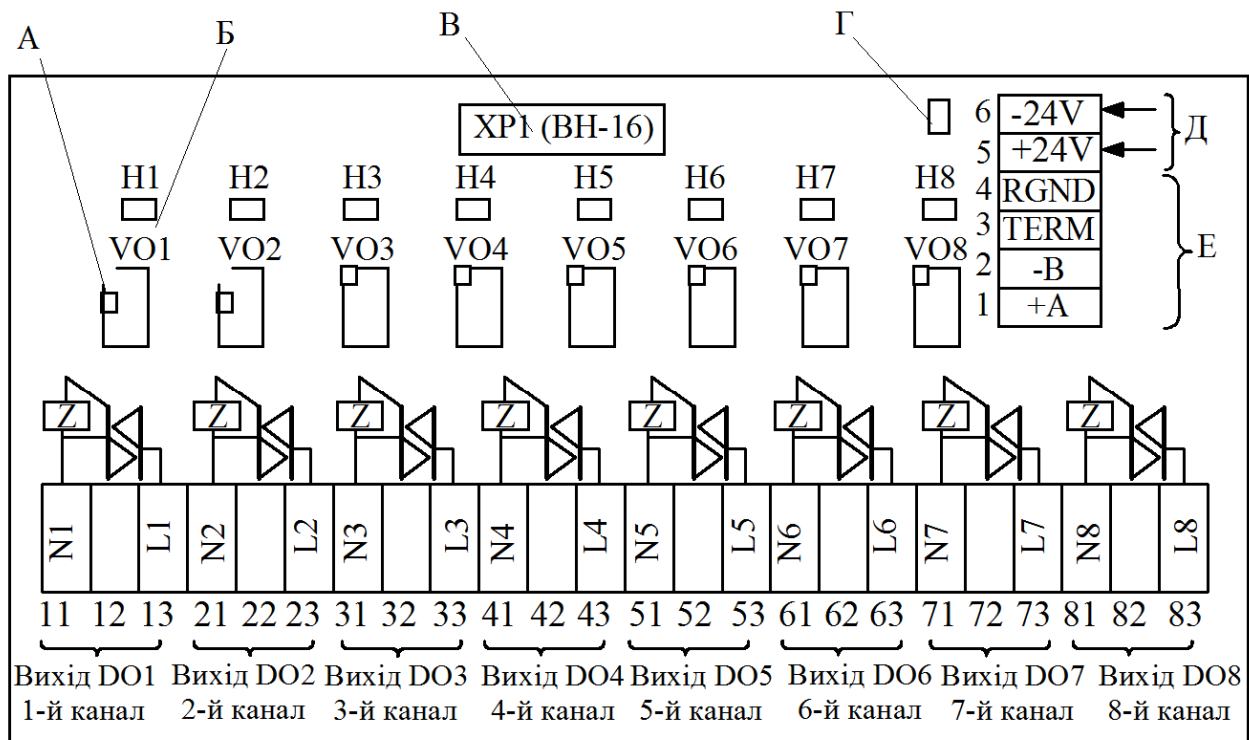 А Б В Г
XP1 (BH-16)
6 -24V
5 +24V
4 RGND
3 TERM
2 -B
1 +A
Д
Е
H1 H2 H3 H4 H5 H6 H7 H8
VO1 VO2 VO3 VO4 VO5 VO6 VO7 VO8
Z Z Z Z Z Z Z Z
N1 L1 N2 L2 N3 L3 N4 L4 N5 L5 N6 L6 N7 L7 N8 L8
11 12 13 21 22 23 31 32 33 41 42 43 51 52 53 61 62 63 71 72 73 81 82 83
Вихід DO1 Вихід DO2 Вихід DO3 Вихід DO4 Вихід DO5 Вихід DO6 Вихід DO7 Вихід DO8
1-й канал 2-й канал 3-й канал 4-й канал 5-й канал 6-й канал 7-й канал 8-й канал